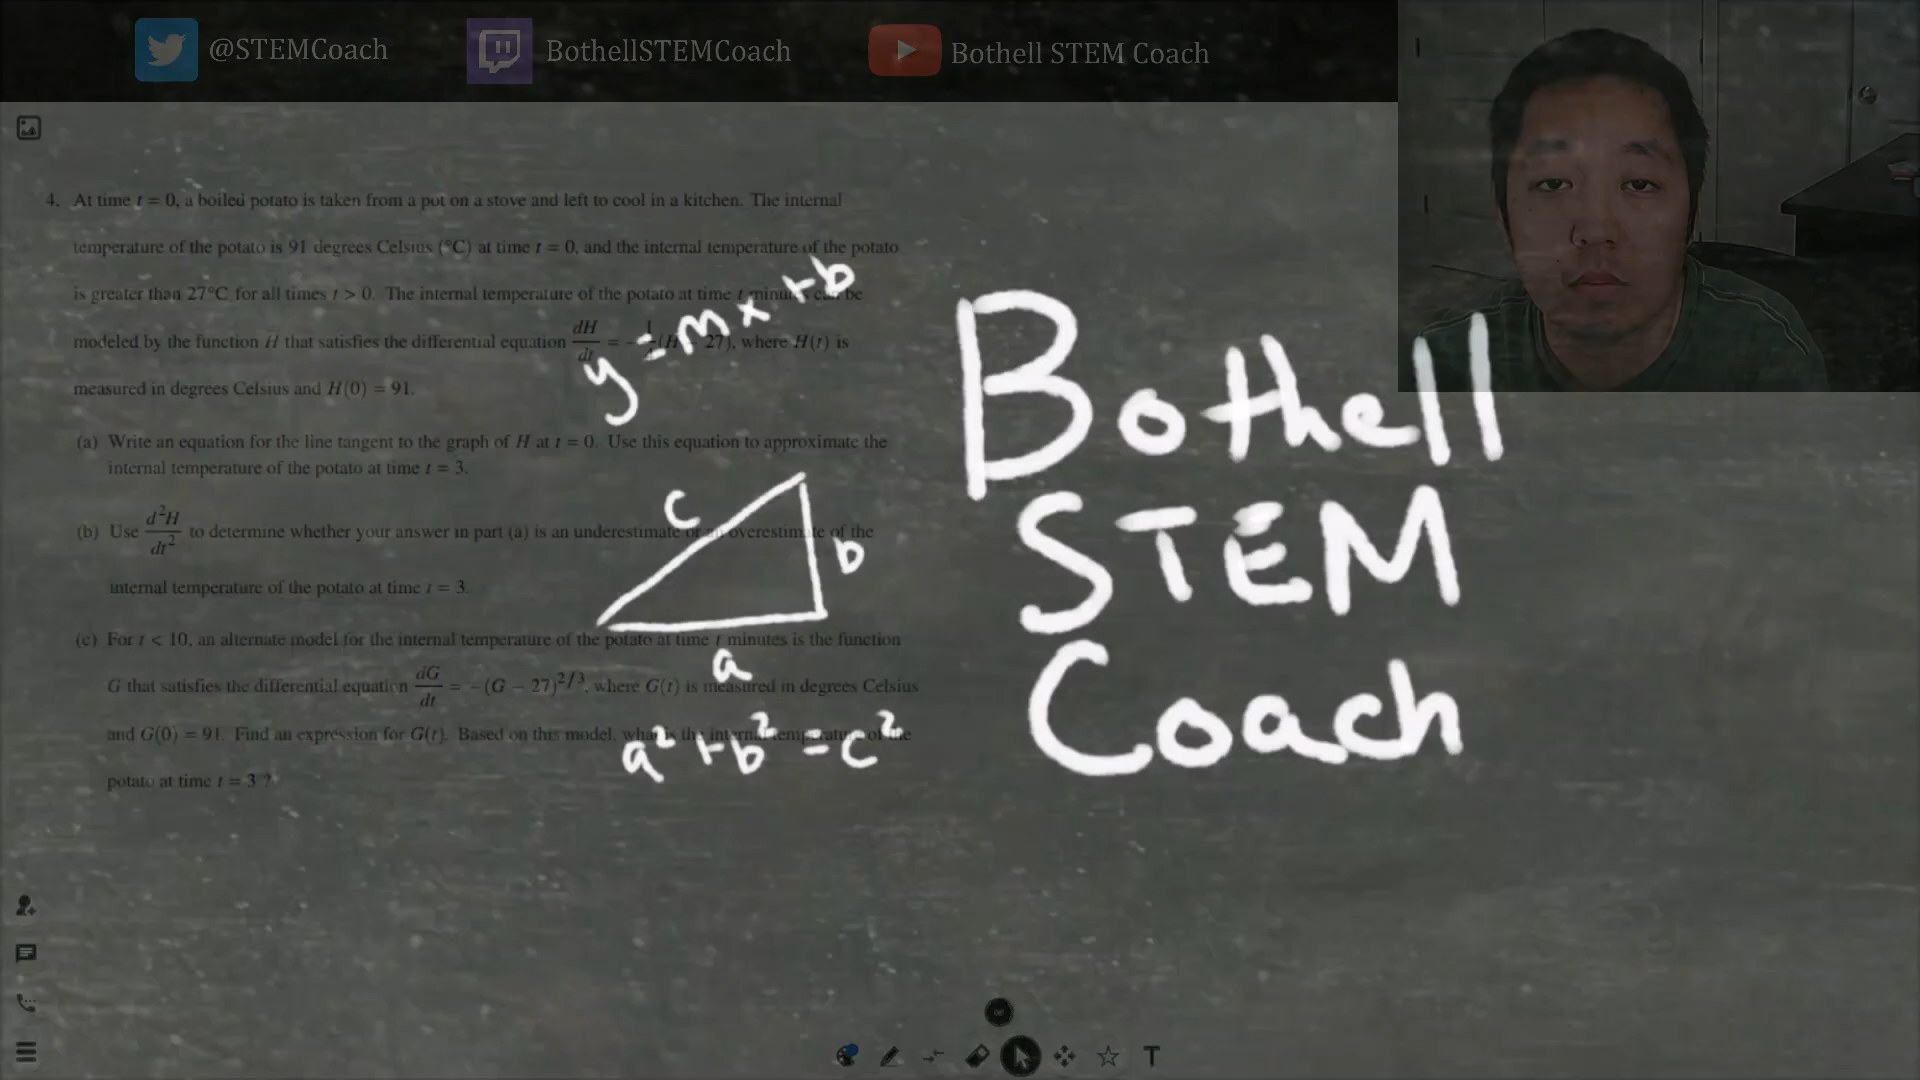 @STEMCoach
BothellSTEMCoach
Bothell STEM Coach
4. At time t = 0, a boiled potato is taken from a pot on a stove and left to cool in a kitchen. The internal
temperature of the potato is 91 degrees Celsius (°C) at time t = 0, and the internal temperature of the potato
is greater than 27°C for all times t > 0. The internal temperature of the potato at time t minutes can be
modeled by the function H that satisfies the differential equation dH/dt = - (H - 27), where H(t) is
measured in degrees Celsius and H(0) = 91.
(a) Write an equation for the line tangent to the graph of H at t = 0. Use this equation to approximate the
internal temperature of the potato at time t = 3.
(b) Use d²H/dt² to determine whether your answer in part (a) is an underestimate or an overestimate of the
internal temperature of the potato at time t = 3.
(c) For t < 10, an alternate model for the internal temperature of the potato at time t minutes is the function
G that satisfies the differential equation dG/dt = -(G - 27)^2/3, where G(t) is measured in degrees Celsius
and G(0) = 91. Find an expression for G(t). Based on this model, what is the internal temperature of the
potato at time t = 3 ?
y=mx+b
c
b
a
a²+b²=c²
Bothell
STEM
Coach
T